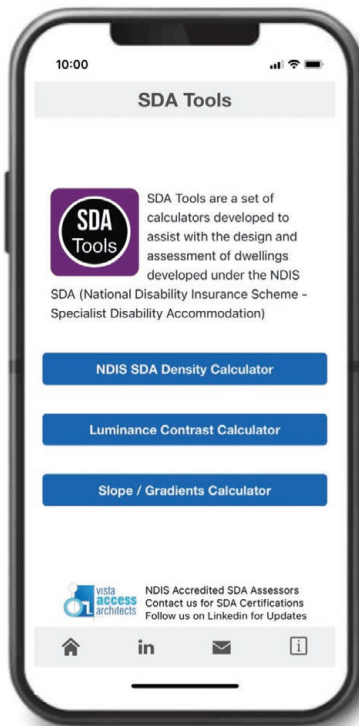 10:00
SDA Tools
SDA
Tools
SDA Tools are a set of
calculators developed to
assist with the design and
assessment of dwellings
developed under the NDIS
SDA (National Disability Insurance Scheme -
Specialist Disability Accommodation)
NDIS SDA Density Calculator
Luminance Contrast Calculator
Slope / Gradients Calculator
vista
access
architects
NDIS Accredited SDA Assessors
Contact us for SDA Certifications
Follow us on Linkedin for Updates
in
i